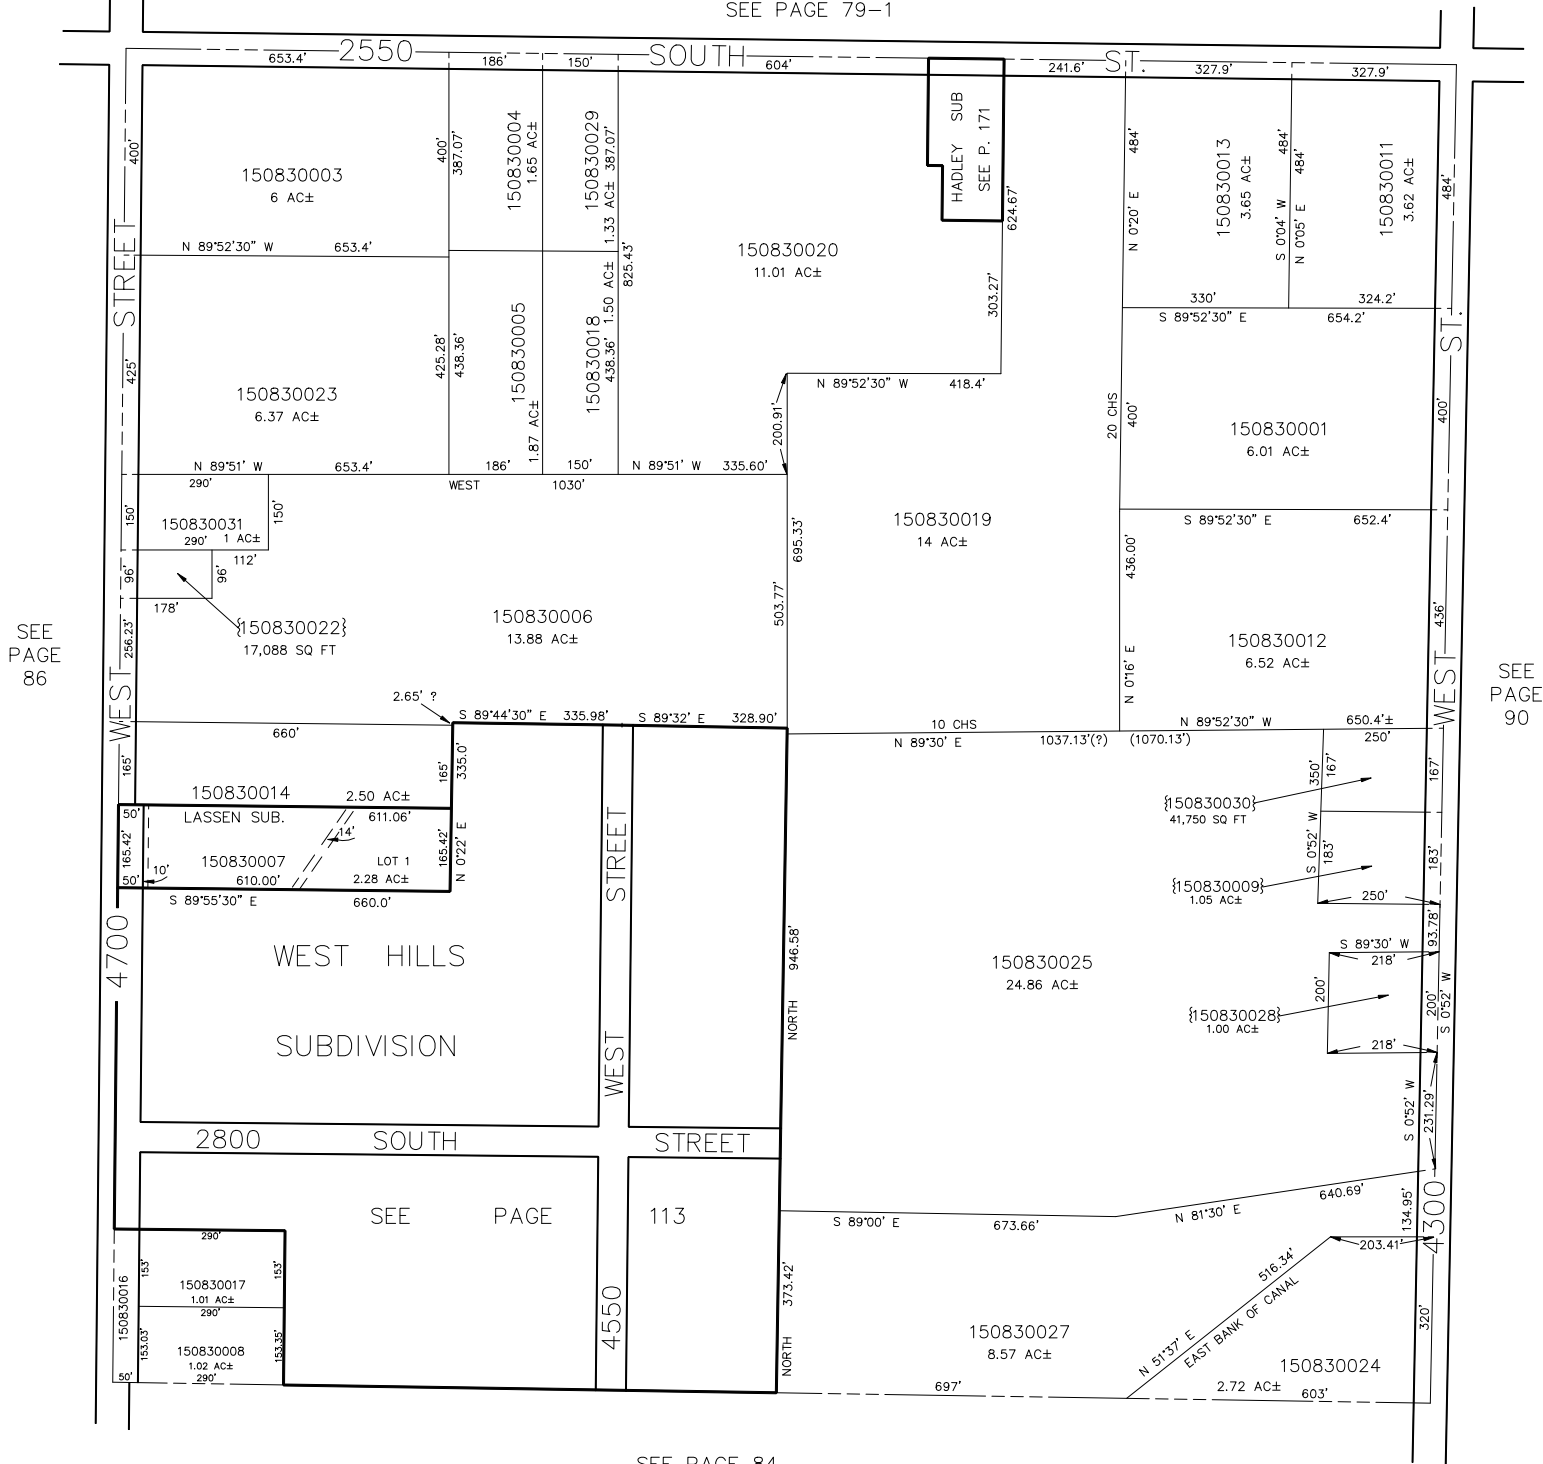 SEE PAGE 79-1
2550 SOUTH ST.
653.4'
186'
150'
604'
241.6'
327.9'
327.9'
400'
150830003
6 AC±
400'
387.07'
150830004
1.65 AC±
150830029
1.33 AC±
387.07'
825.43'
150830020
11.01 AC±
HADLEY SUB
SEE P. 171
624.67'
303.27'
N 0°20' E
484'
150830013
3.65 AC±
S 0°04' W
484'
N 0°05' E
484'
150830011
3.62 AC±
484'
N 89°52'30" W
653.4'
330'
324.2'
S 89°52'30" E
654.2'
WEST STREET
WEST ST.
425'
150830023
6.37 AC±
425.28'
438.36'
150830005
1.87 AC±
150830018
1.50 AC±
438.36'
N 89°52'30" W
418.4'
200.91'
20 CHS
400'
150830001
6.01 AC±
400'
N 89°51' W
653.4'
186'
150'
N 89°51' W
335.60'
290'
WEST
1030'
150'
150830031
1 AC±
150'
290'
112'
96'
96'
178'
{150830022}
17,088 SQ FT
256.23'
150830006
13.88 AC±
695.33'
503.77'
150830019
14 AC±
S 89°52'30" E
652.4'
436.00'
N 0°16' E
150830012
6.52 AC±
436'
SEE
PAGE
86
SEE
PAGE
90
2.65' ?
S 89°44'30" E
335.98'
S 89°32' E
328.90'
660'
10 CHS
N 89°30' E
1037.13'(?)
(1070.13')
N 89°52'30" W
650.4'±
250'
165'
150830014
2.50 AC±
165'
335.0'
350'
167'
167'
{150830030}
41,750 SQ FT
50'
LASSEN SUB.
611.06'
14'
165.42'
150830007
LOT 1
165.42'
N 0°22' E
10'
50'
610.00'
2.28 AC±
S 89°55'30" E
660.0'
S 0°52' W
183'
183'
{150830009}
1.05 AC±
250'
93.78'
S 89°30' W
218'
4700
WEST HILLS
SUBDIVISION
WEST STREET
946.58'
NORTH
150830025
24.86 AC±
200'
{150830028}
1.00 AC±
200'
S 0°52' W
218'
S 0°52' W
231.29'
2800 SOUTH STREET
SEE PAGE 113
S 89°00' E
673.66'
N 81°30' E
640.69'
134.95'
4300
203.41'
290'
153'
150830017
1.01 AC±
153'
290'
150830016
153.03'
150830008
1.02 AC±
153.35'
50'
290'
4550
373.42'
NORTH
150830027
8.57 AC±
516.34'
N 51°37' E
EAST BANK OF CANAL
320'
150830024
2.72 AC±
697'
603'
SEE PAGE 84